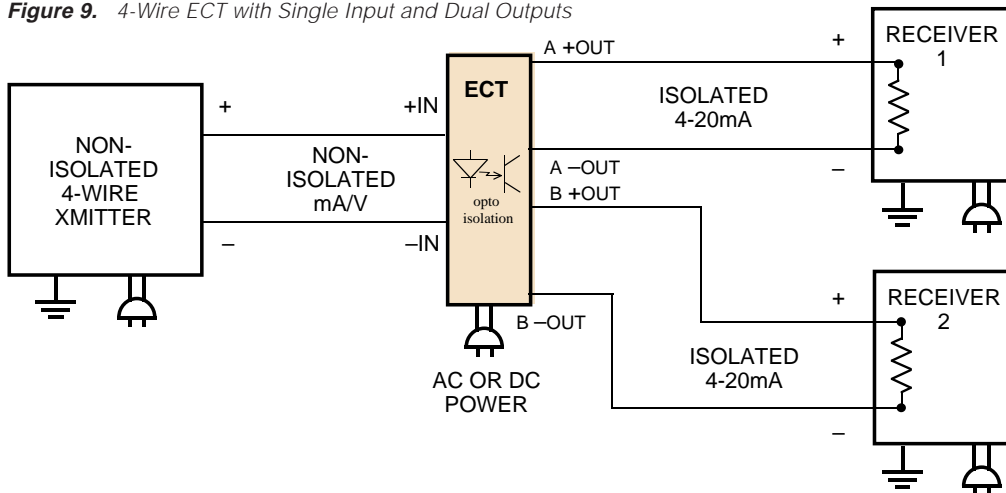 Figure 9. 4-Wire ECT with Single Input and Dual Outputs
NON-
ISOLATED
4-WIRE
XMITTER
+
–
NON-
ISOLATED
mA/V
+IN
–IN
ECT
opto
isolation
AC OR DC
POWER
A +OUT
A –OUT
B +OUT
B –OUT
ISOLATED
4-20mA
+
–
RECEIVER
1
ISOLATED
4-20mA
+
–
RECEIVER
2